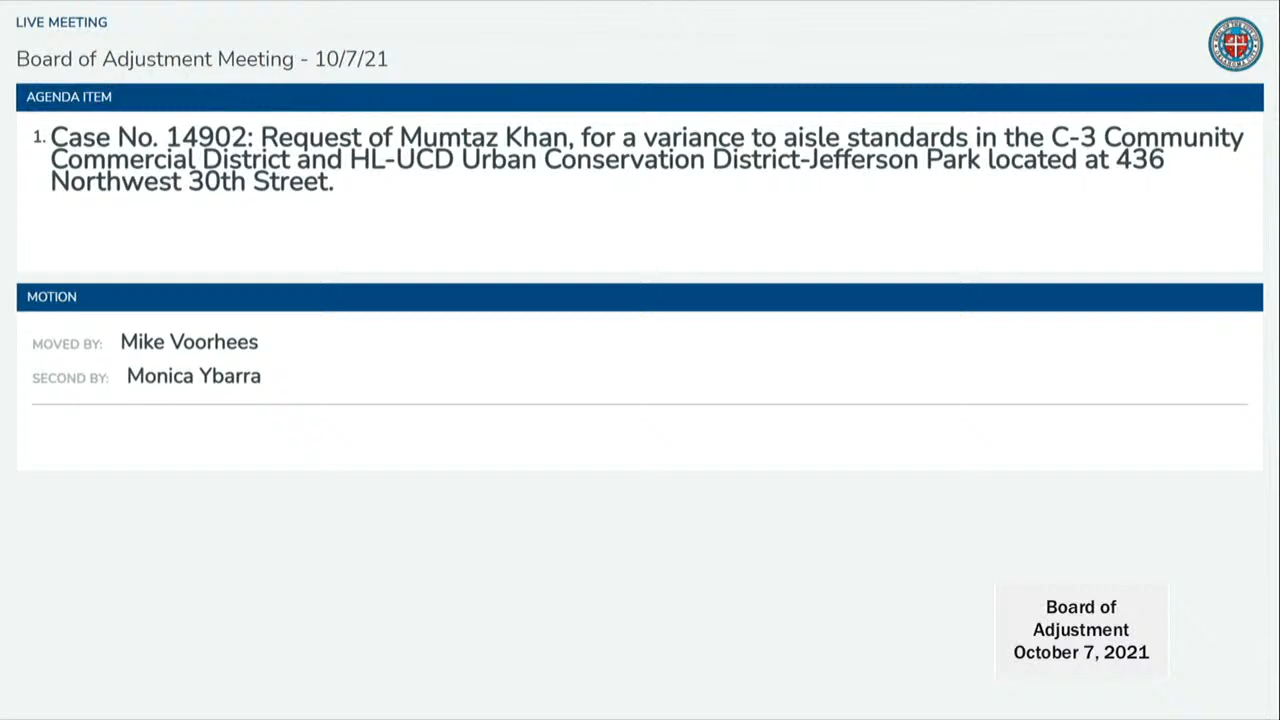 LIVE MEETING
Board of Adjustment Meeting - 10/7/21
AGENDA ITEM
1. Case No. 14902: Request of Mumtaz Khan, for a variance to aisle standards in the C-3 Community
Commercial District and HL-UCD Urban Conservation District-Jefferson Park located at 436
Northwest 30th Street.
MOTION
MOVED BY: Mike Voorhees
SECOND BY: Monica Ybarra
Board of
Adjustment
October 7, 2021